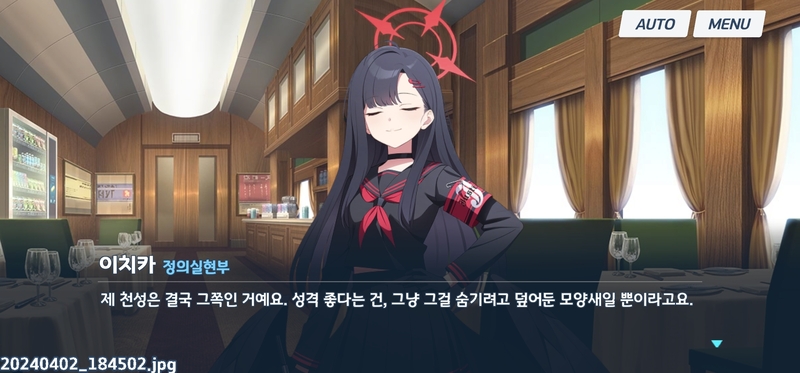 AUTO
MENU
이치카 정의실현부
제 천성은 결국 그쪽인 거예요. 성격 좋다는 건, 그냥 그걸 숨기려고 덮어둔 모양새일 뿐이라고요.
20240402_184502.jpg